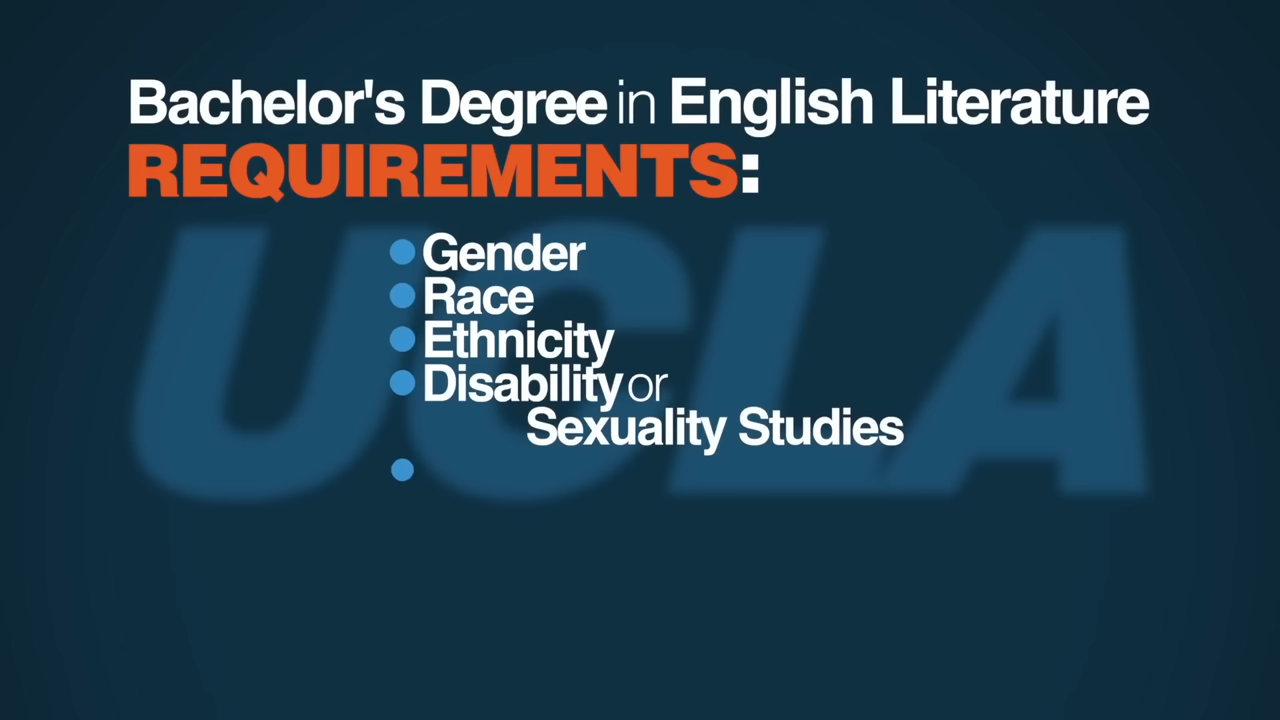 Bachelor's Degree in English Literature
REQUIREMENTS:
UCLA
Gender
Race
Ethnicity
Disability or
Sexuality Studies